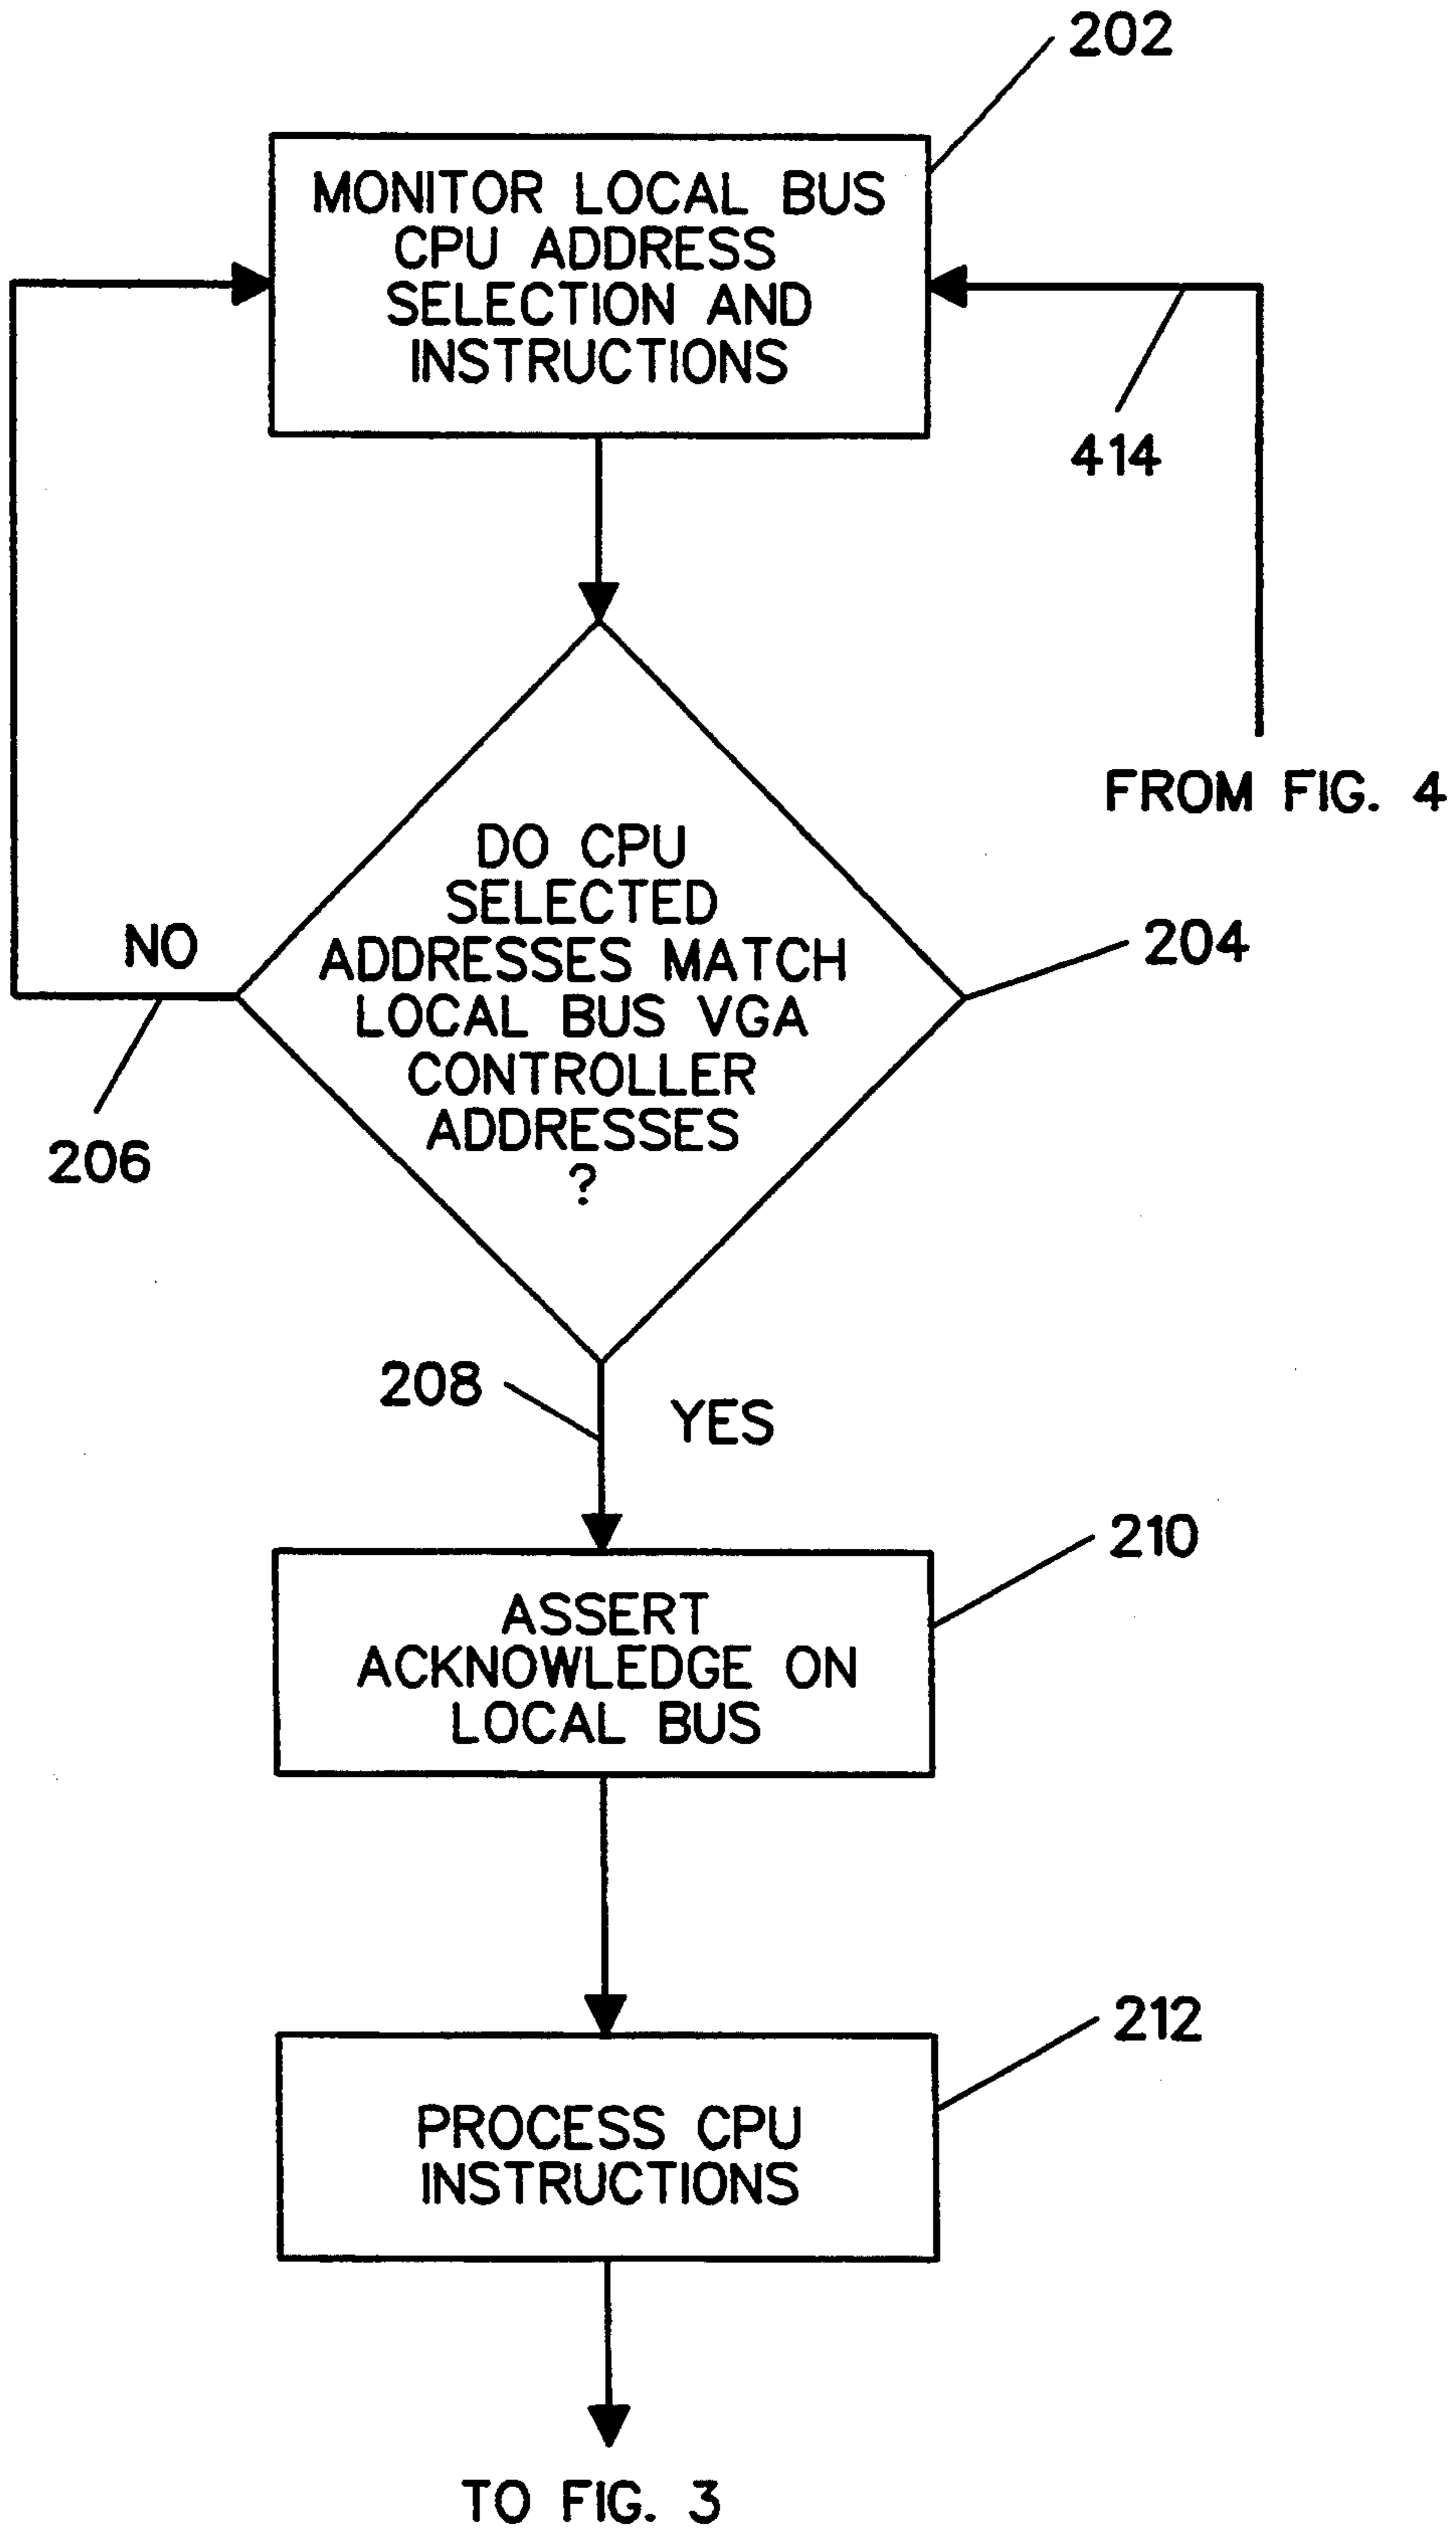 202
MONITOR LOCAL BUS
CPU ADDRESS
SELECTION AND
INSTRUCTIONS
414
FROM FIG. 4
DO CPU
SELECTED
ADDRESSES MATCH
LOCAL BUS VGA
CONTROLLER
ADDRESSES
?
204
NO
206
208
YES
210
ASSERT
ACKNOWLEDGE ON
LOCAL BUS
212
PROCESS CPU
INSTRUCTIONS
TO FIG. 3